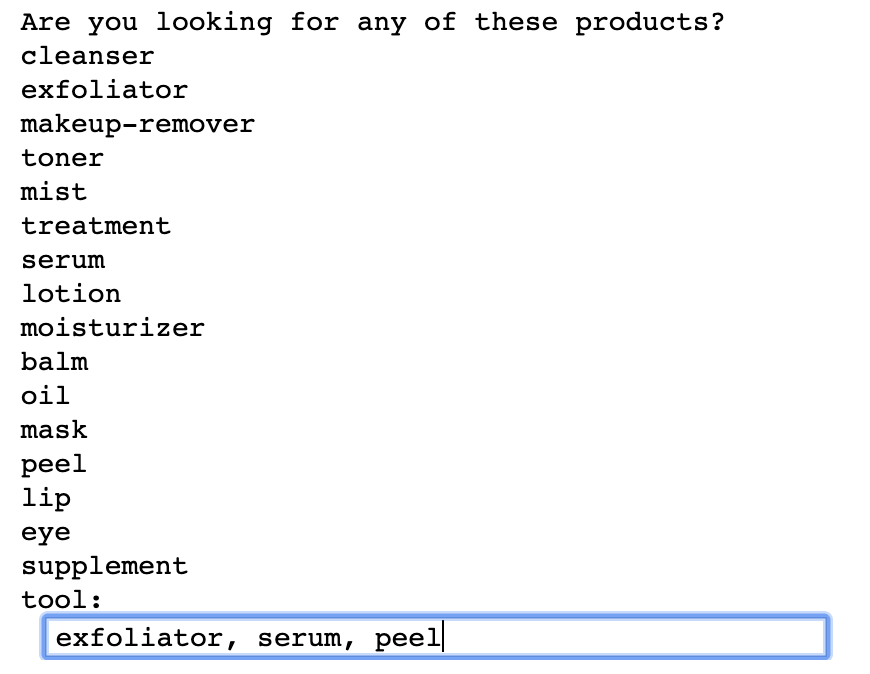 Are you looking for any of these products?
cleanser
exfoliator
makeup-remover
toner
mist
treatment
serum
lotion
moisturizer
balm
oil
mask
peel
lip
eye
supplement
tool:
exfoliator, serum, peel